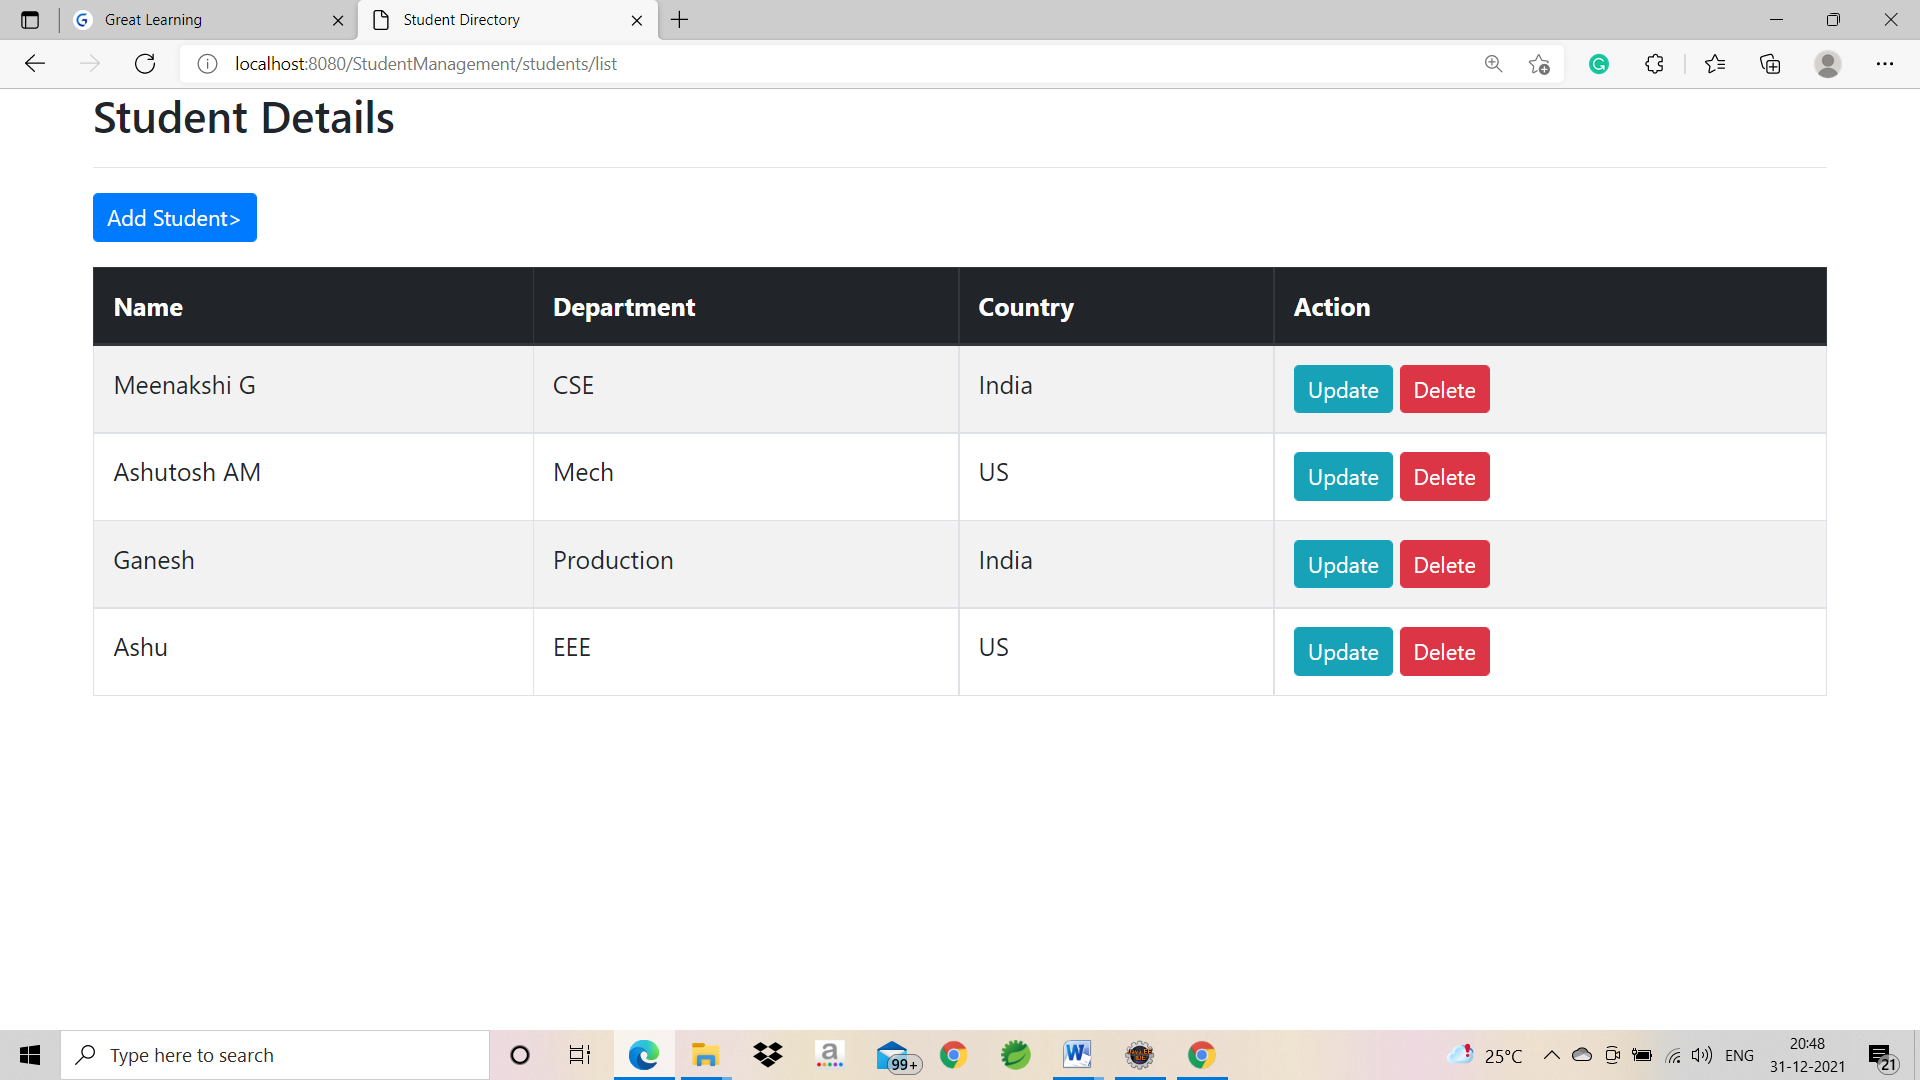 Great Learning
Student Directory
localhost:8080/StudentManagement/students/list
Student Details
Add Student>
Name Department Country Action
Meenakshi G CSE India Update Delete
Ashutosh AM Mech US Update Delete
Ganesh Production India Update Delete
Ashu EEE US Update Delete
Type here to search
99+
25°C
ENG
20:48
31-12-2021
21